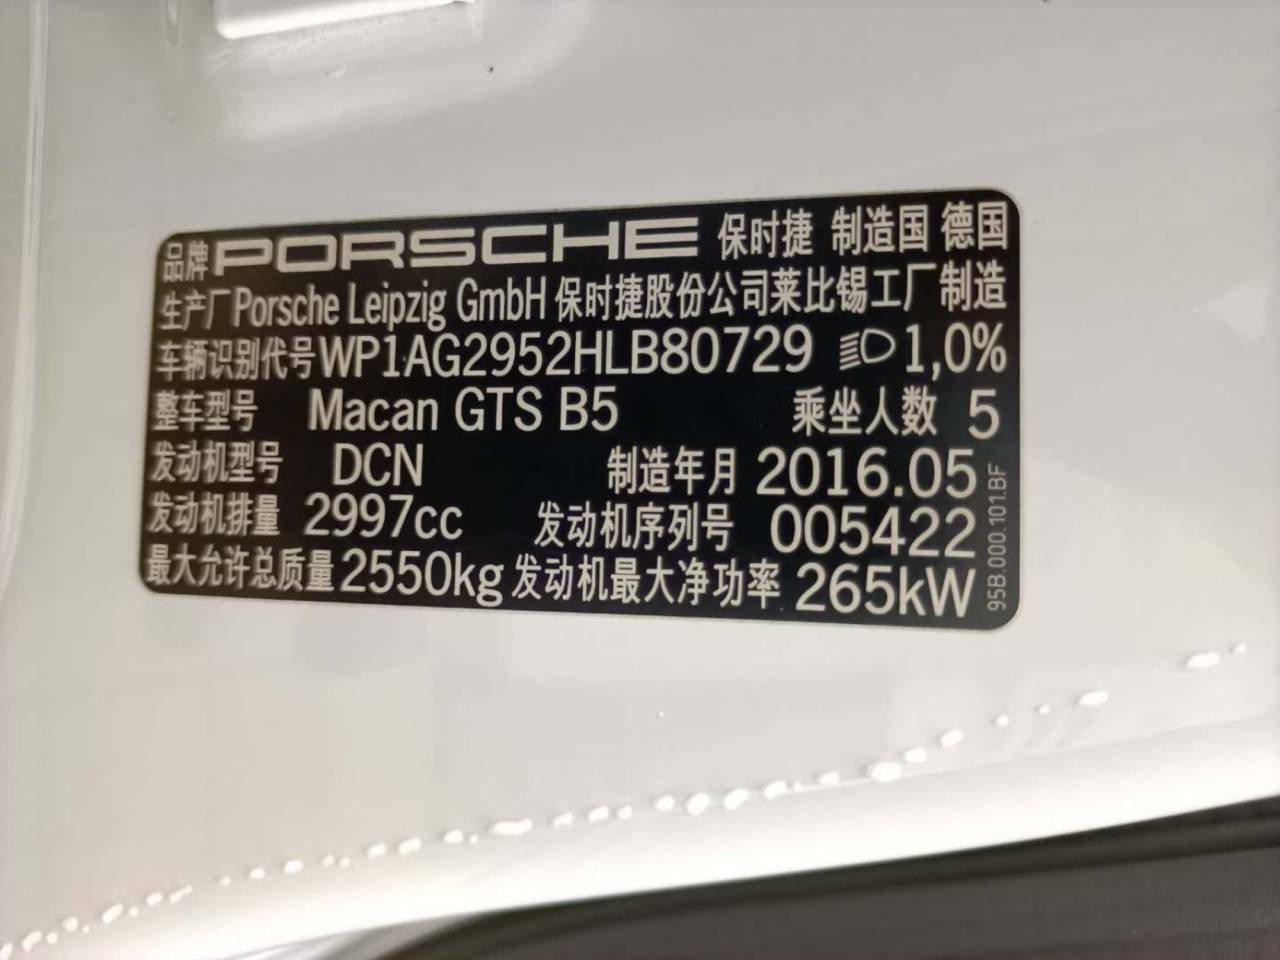 品牌 PORSCHE 保时捷 制造国 德国
生产厂 Porsche Leipzig GmbH 保时捷股份公司莱比锡工厂制造
车辆识别代号 WP1AG2952HLB80729 1,0%
整车型号 Macan GTS B5 乘坐人数 5
发动机型号 DCN 制造年月 2016.05
发动机排量 2997cc 发动机序列号 005422
最大允许总质量 2550kg 发动机最大净功率 265kW
95B.000.101.BF